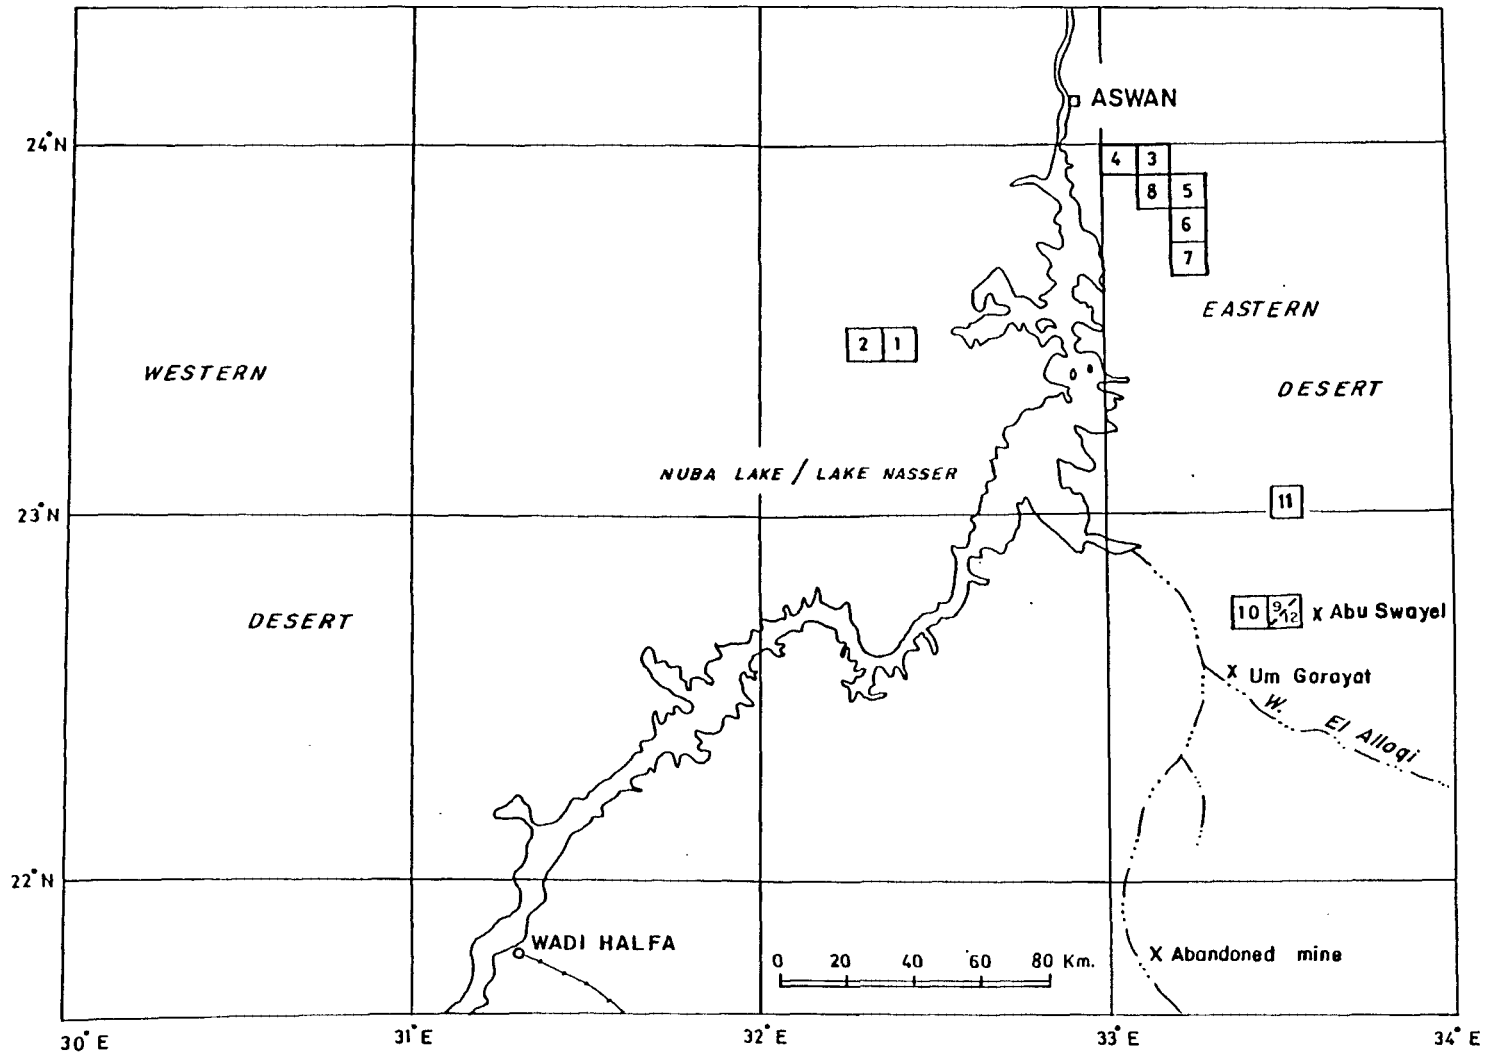 ASWAN
24°N
4 3
8 5
6
7
EASTERN
2 1
WESTERN
DESERT
NUBA LAKE / LAKE NASSER
11
23°N
10 9/12 x Abu Swayel
DESERT
x Um Garayat
W. El Allaqi
22°N
WADI HALFA
0 20 40 60 80 Km.
x Abandoned mine
30°E 31°E 32°E 33°E 34°E